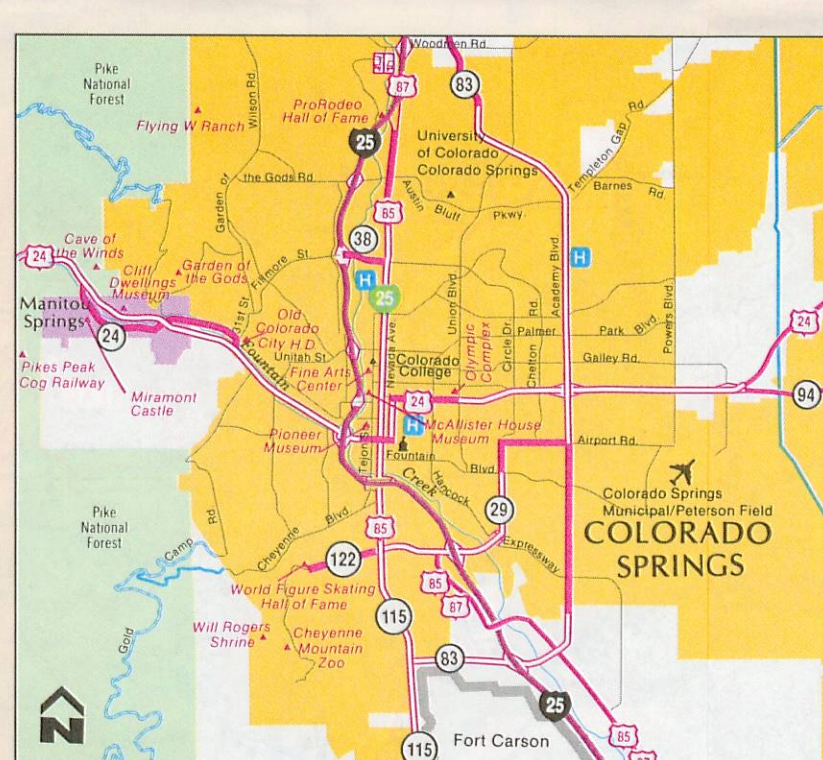 Woodmen Rd.
Pike
National
Forest
87
83
Wilson Rd.
ProRodeo
Hall of Fame
Flying W Ranch
25
University
of Colorado
Colorado Springs
Templeton Gap Rd.
Garden of the Gods Rd
Barnes Rd.
Austin Bluff Pkwy.
85
38
Cave of
the Winds
24
Cliff
Dwellings
Museum
Garden of
the Gods
Fillmore St
H
H
25
Academy Blvd.
Union Blvd.
Powers Blvd.
Manitou
Springs
24
31st St.
Old
Colorado
City H.D.
Nevada Ave.
Olympic
Complex
Circle Dr.
Chelton Rd.
Palmer Park Blvd.
24
Pikes Peak
Cog Railway
Mountain
Uintah St
Fine Arts
Center
Colorado
College
Galley Rd.
Miramont
Castle
24
94
H
McAllister House
Museum
Pioneer
Museum
Tejon St
Airport Rd.
Fountain Blvd.
Creek
Hancock Expressway
Colorado Springs
Municipal/Peterson Field
COLORADO
SPRINGS
29
Pike
National
Forest
Gold Camp Rd
Cheyenne Blvd
85
122
World Figure Skating
Hall of Fame
85
87
115
Will Rogers
Shrine
Cheyenne
Mountain
Zoo
83
25
N
115
Fort Carson
85
87